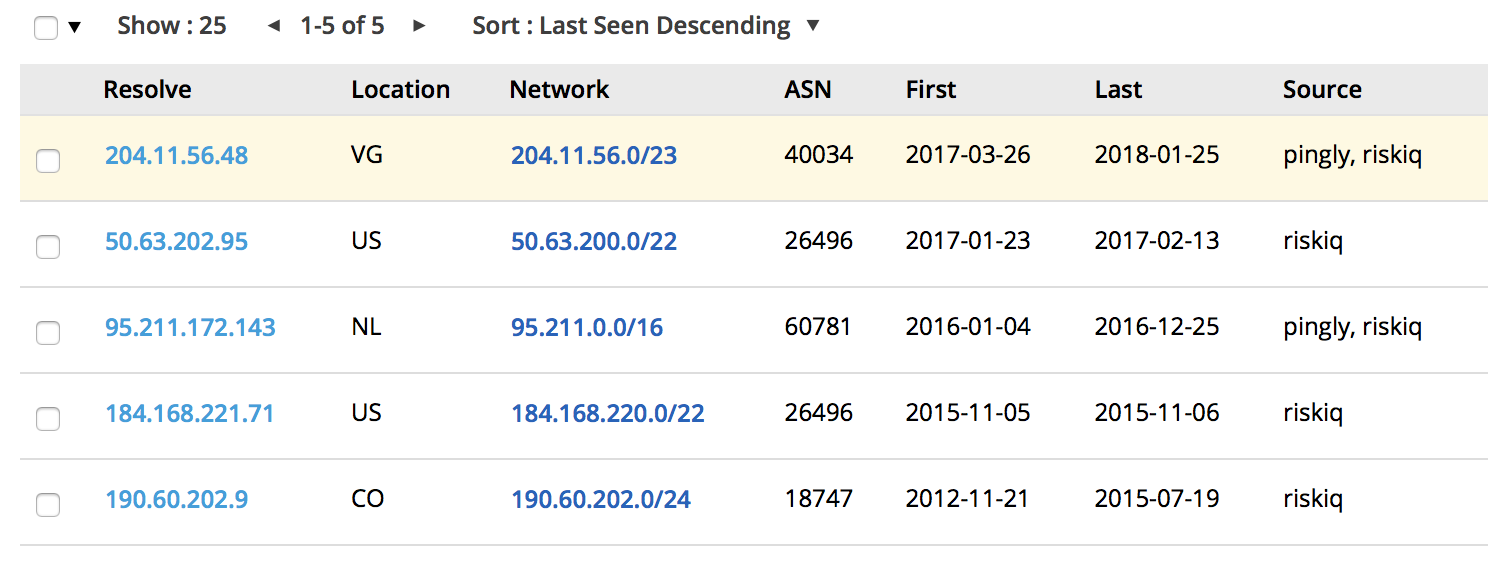 Show : 25 ◄ 1-5 of 5 ► Sort : Last Seen Descending ▼
Resolve Location Network ASN First Last Source
204.11.56.48 VG 204.11.56.0/23 40034 2017-03-26 2018-01-25 pingly, riskiq
50.63.202.95 US 50.63.200.0/22 26496 2017-01-23 2017-02-13 riskiq
95.211.172.143 NL 95.211.0.0/16 60781 2016-01-04 2016-12-25 pingly, riskiq
184.168.221.71 US 184.168.220.0/22 26496 2015-11-05 2015-11-06 riskiq
190.60.202.9 CO 190.60.202.0/24 18747 2012-11-21 2015-07-19 riskiq